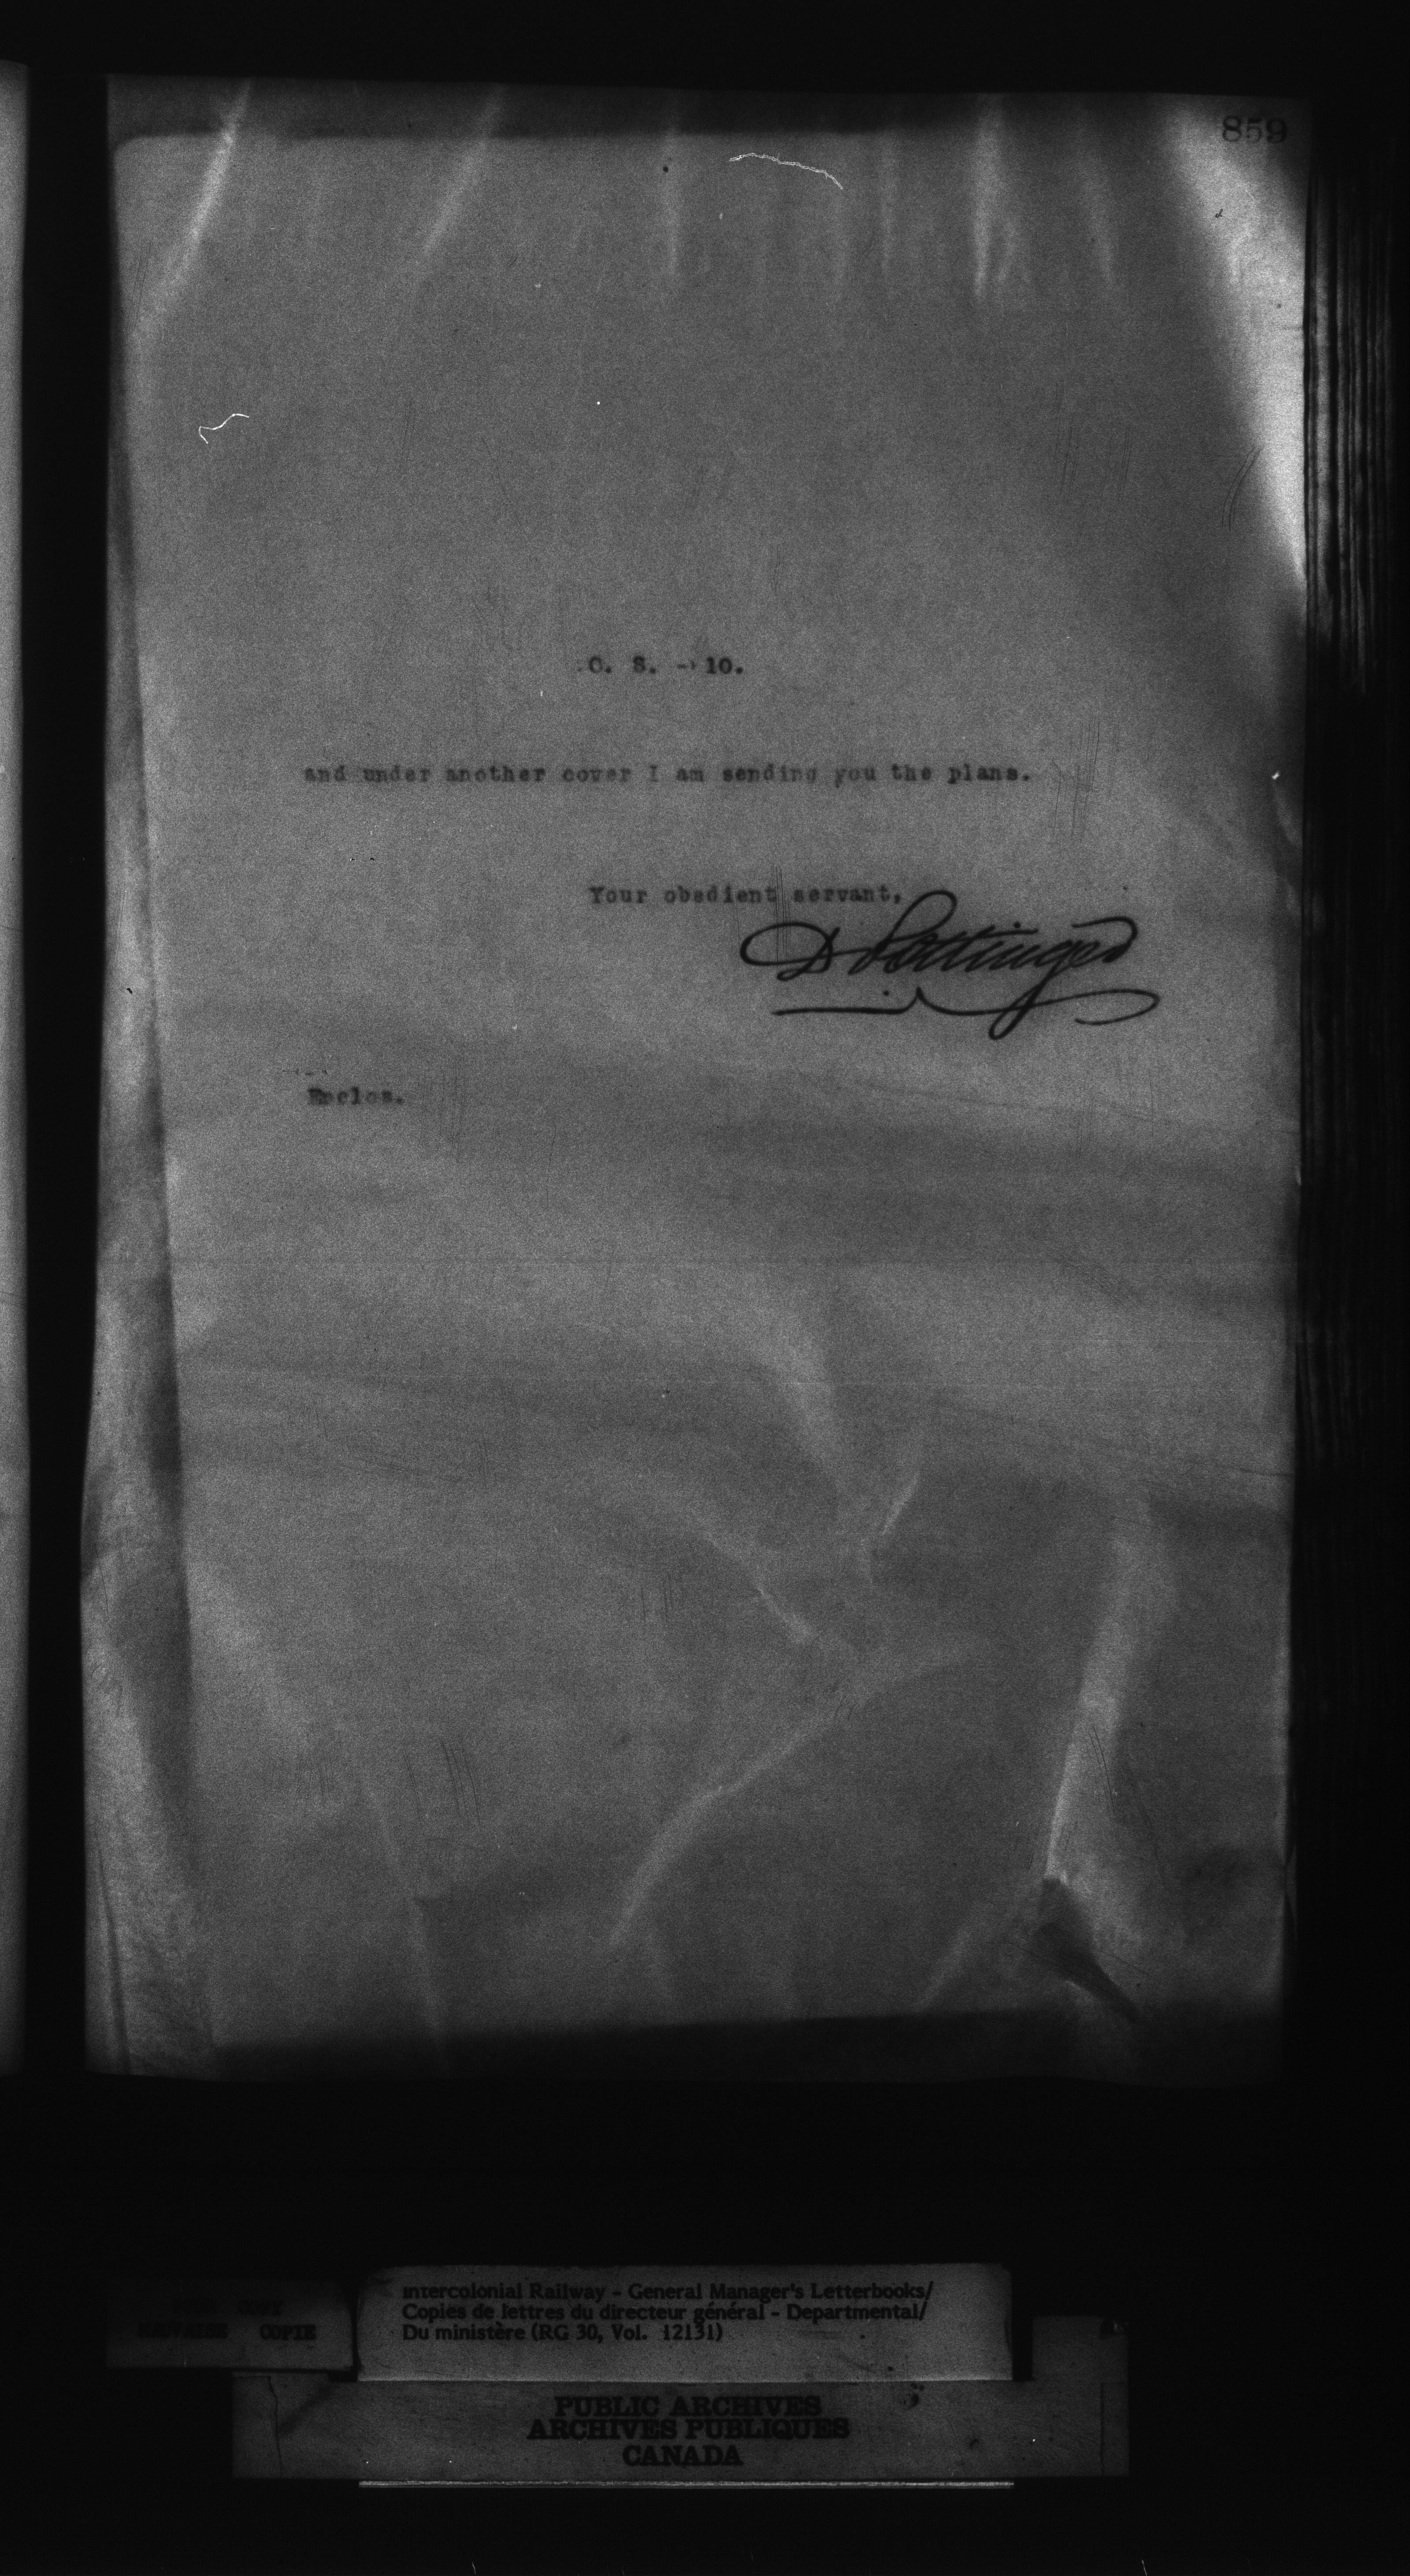 859
C. S. - 10.
and under another cover I am sending you the plans.
Your obedient servant,
D Pottinger
Enclos.
Intercolonial Railway - General Manager's Letterbooks/
Copies de lettres du directeur général - Departmental/
Du ministère (RG 30, Vol. 12131)
COPY
MAUVAISE COPIE
PUBLIC ARCHIVES
ARCHIVES PUBLIQUES
CANADA